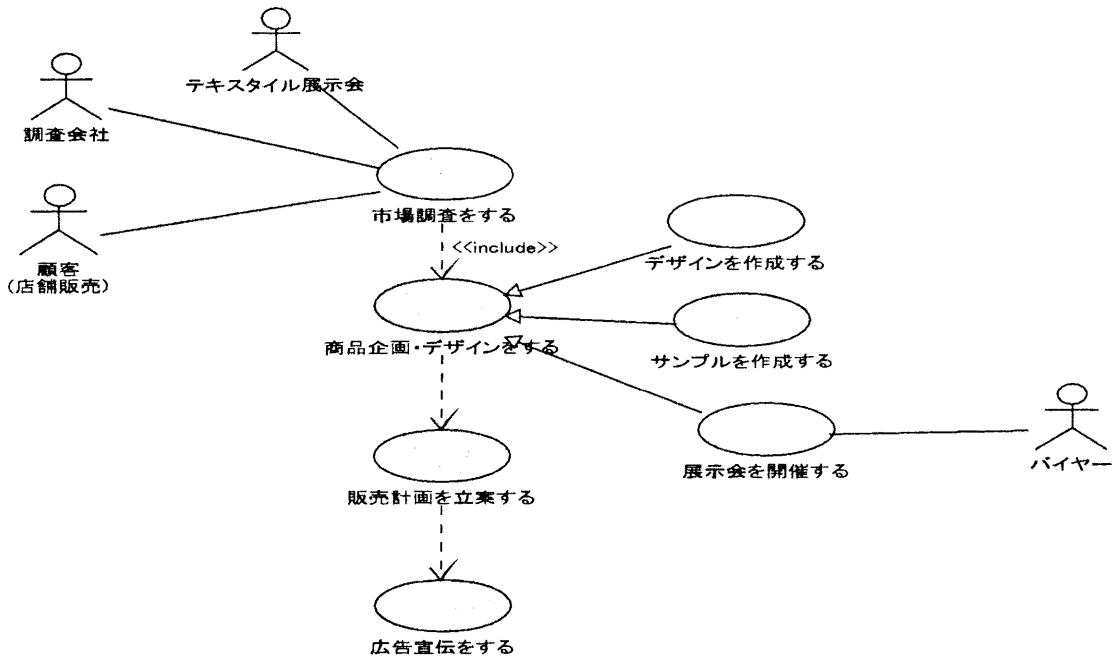 テキスタイル展示会
調査会社
市場調査をする
顧客
(店舗販売)
<<include>>
デザインを作成する
商品企画・デザインをする
サンプルを作成する
展示会を開催する
バイヤー
販売計画を立案する
広告宣伝をする